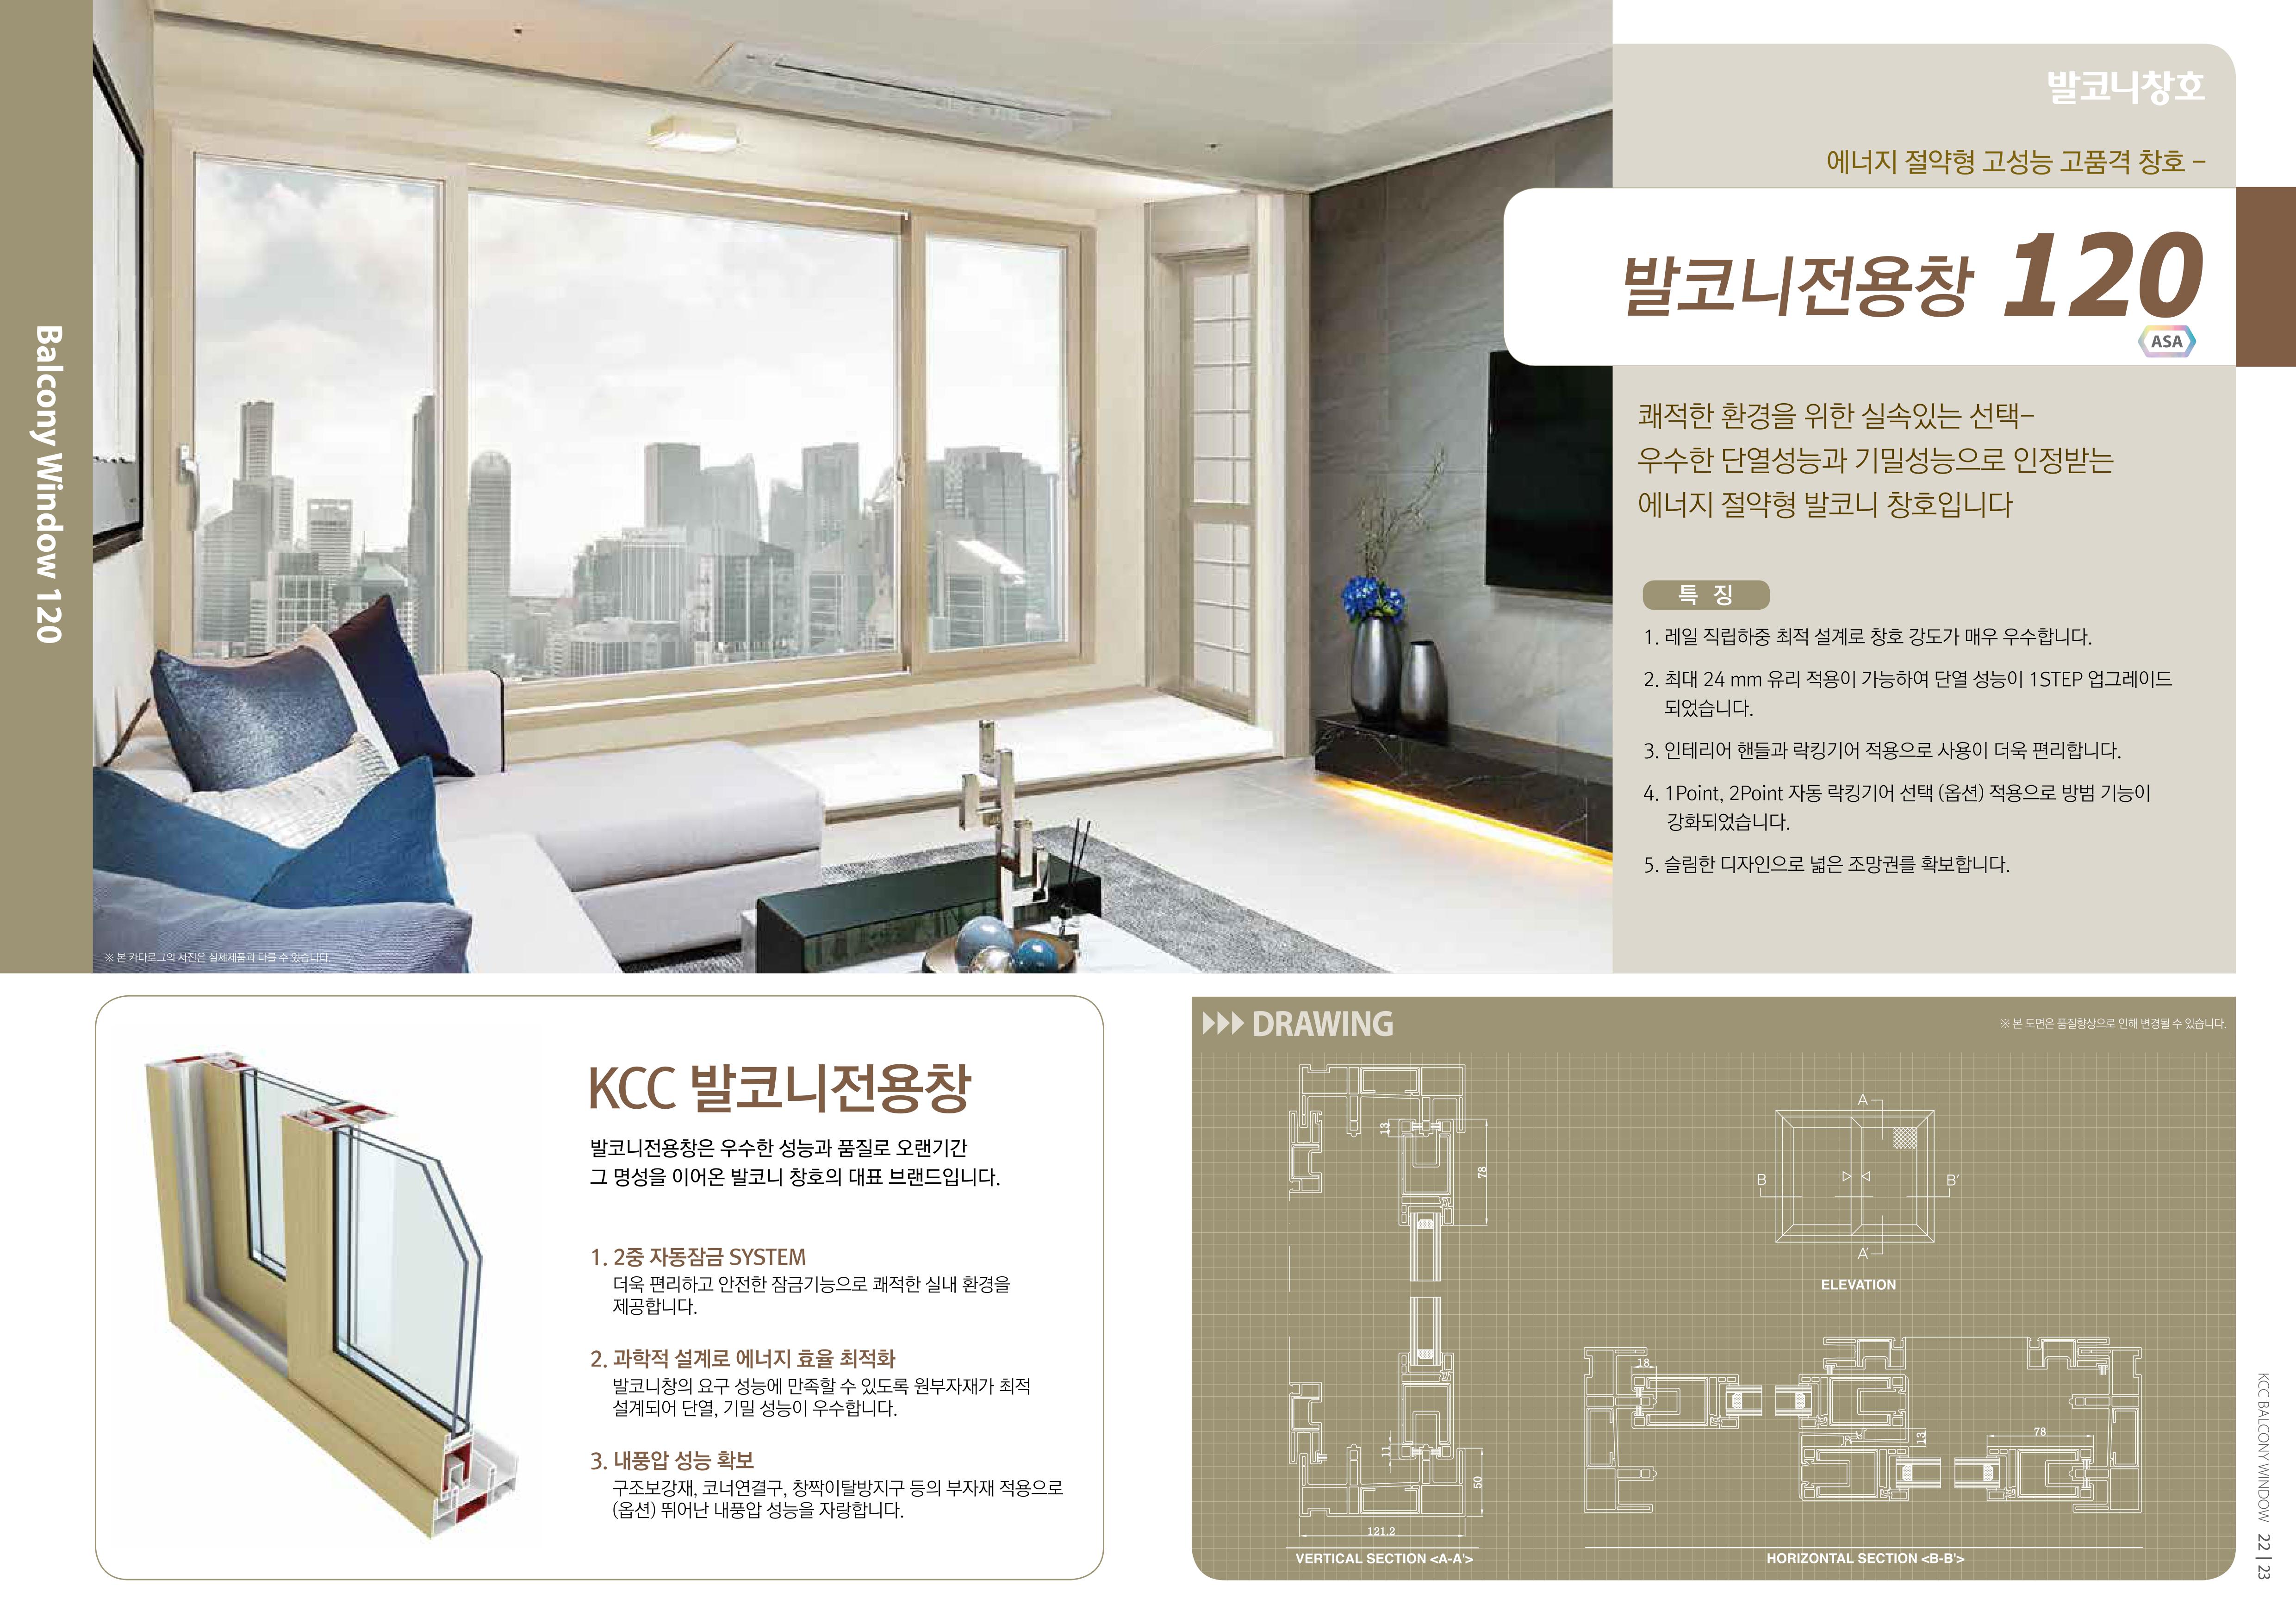 Balcony Window 120
발코니창호
에너지 절약형 고성능 고품격 창호 –
발코니전용창 120
ASA
쾌적한 환경을 위한 실속있는 선택–
우수한 단열성능과 기밀성능으로 인정받는
에너지 절약형 발코니 창호입니다
특 징
1. 레일 직립하중 최적 설계로 창호 강도가 매우 우수합니다.
2. 최대 24 mm 유리 적용이 가능하여 단열 성능이 1STEP 업그레이드
되었습니다.
3. 인테리어 핸들과 락킹기어 적용으로 사용이 더욱 편리합니다.
4. 1Point, 2Point 자동 락킹기어 선택 (옵션) 적용으로 방범 기능이
강화되었습니다.
5. 슬림한 디자인으로 넓은 조망권를 확보합니다.
※ 본 카다로그의 사진은 실제제품과 다를 수 있습니다.
KCC 발코니전용창
발코니전용창은 우수한 성능과 품질로 오랜기간
그 명성을 이어온 발코니 창호의 대표 브랜드입니다.
1. 2중 자동잠금 SYSTEM
더욱 편리하고 안전한 잠금기능으로 쾌적한 실내 환경을
제공합니다.
2. 과학적 설계로 에너지 효율 최적화
발코니창의 요구 성능에 만족할 수 있도록 원부자재가 최적
설계되어 단열, 기밀 성능이 우수합니다.
3. 내풍압 성능 확보
구조보강재, 코너연결구, 창짝이탈방지구 등의 부자재 적용으로
(옵션) 뛰어난 내풍압 성능을 자랑합니다.
DRAWING
※ 본 도면은 품질향상으로 인해 변경될 수 있습니다.
13
78
11
50
121.2
VERTICAL SECTION <A-A'>
A
B
B'
A'
ELEVATION
18
13
78
HORIZONTAL SECTION <B-B'>
KCC BALCONY WINDOW 22 | 23